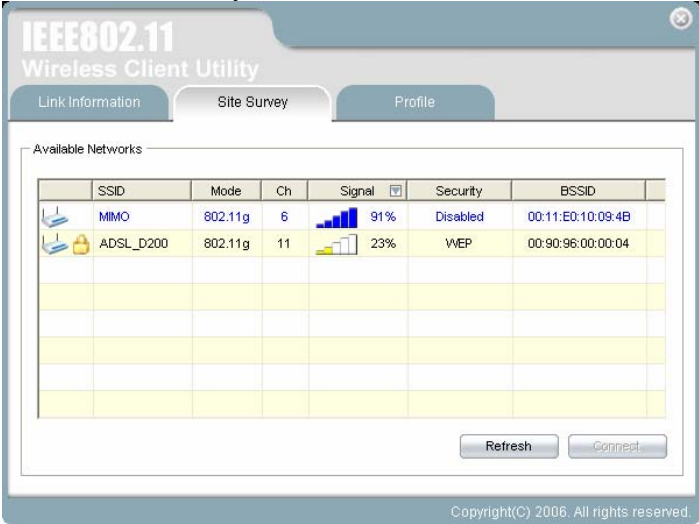 IEEE802.11
Wireless Client Utility
Link Information Site Survey Profile
Available Networks
SSID Mode Ch Signal Security BSSID
MIMO 802.11g 6 91% Disabled 00:11:E0:10:09:4B
ADSL_D200 802.11g 11 23% WEP 00:90:96:00:00:04
Refresh Connect
Copyright(C) 2006. All rights reserved.